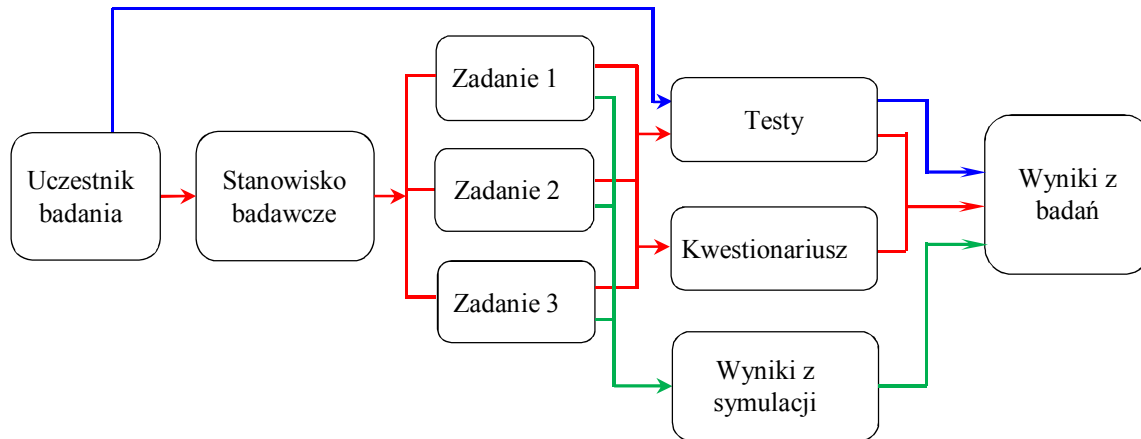 Uczestnik
badania
Stanowisko
badawcze
Zadanie 1
Zadanie 2
Zadanie 3
Testy
Kwestionariusz
Wyniki z
symulacji
Wyniki z
badań